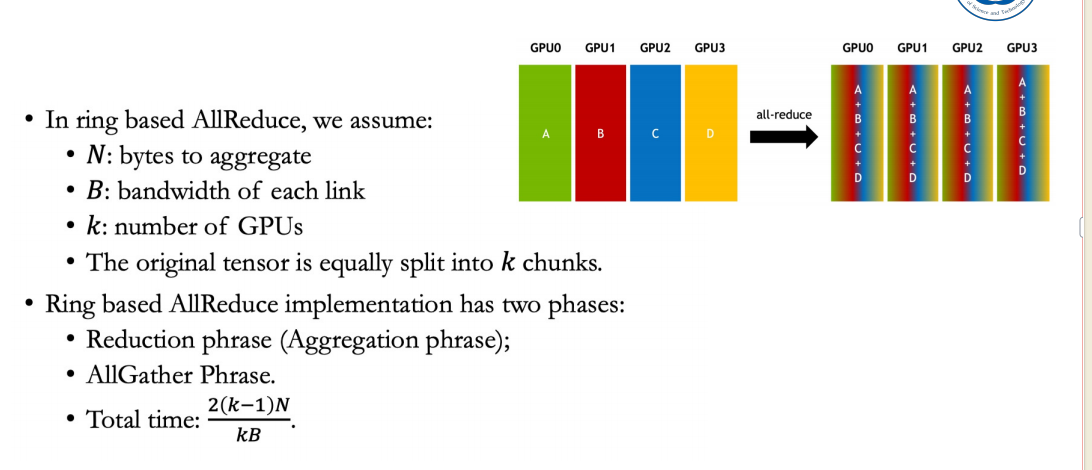 of Science and Technology
GPU0 GPU1 GPU2 GPU3
A B C D
all-reduce
GPU0 GPU1 GPU2 GPU3
A+B+C+D A+B+C+D A+B+C+D A+B+C+D
• In ring based AllReduce, we assume:
• N: bytes to aggregate
• B: bandwidth of each link
• k: number of GPUs
• The original tensor is equally split into k chunks.
• Ring based AllReduce implementation has two phases:
• Reduction phrase (Aggregation phrase);
• AllGather Phrase.
• Total time: 2(k−1)N / kB.